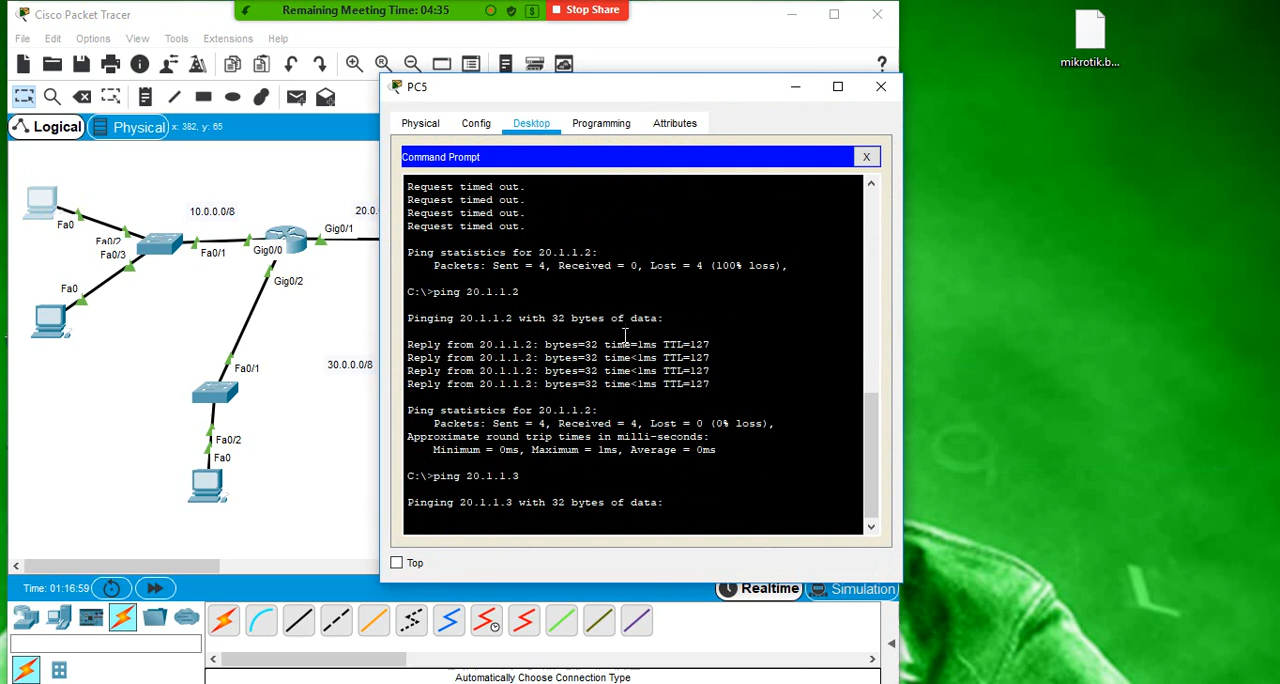 Cisco Packet Tracer
Remaining Meeting Time: 04:35
Stop Share
File Edit Options View Tools Extensions Help
mikrotik.b...
PC5
Logical
Physical
x: 382, y: 65
Physical Config Desktop Programming Attributes
Command Prompt
X
Request timed out.
Request timed out.
Request timed out.
Request timed out.
Ping statistics for 20.1.1.2:
Packets: Sent = 4, Received = 0, Lost = 4 (100% loss),
C:\>ping 20.1.1.2
Pinging 20.1.1.2 with 32 bytes of data:
Reply from 20.1.1.2: bytes=32 time=1ms TTL=127
Reply from 20.1.1.2: bytes=32 time<1ms TTL=127
Reply from 20.1.1.2: bytes=32 time<1ms TTL=127
Reply from 20.1.1.2: bytes=32 time<1ms TTL=127
Ping statistics for 20.1.1.2:
Packets: Sent = 4, Received = 4, Lost = 0 (0% loss),
Approximate round trip times in milli-seconds:
Minimum = 0ms, Maximum = 1ms, Average = 0ms
C:\>ping 20.1.1.3
Pinging 20.1.1.3 with 32 bytes of data:
Top
10.0.0.0/8
20.0.
Fa0
Fa0/2
Fa0/3
Fa0/1
Gig0/0
Gig0/1
Gig0/2
Fa0
30.0.0.0/8
Fa0/1
Fa0/2
Fa0
Time: 01:16:59
Realtime
Simulation
Automatically Choose Connection Type